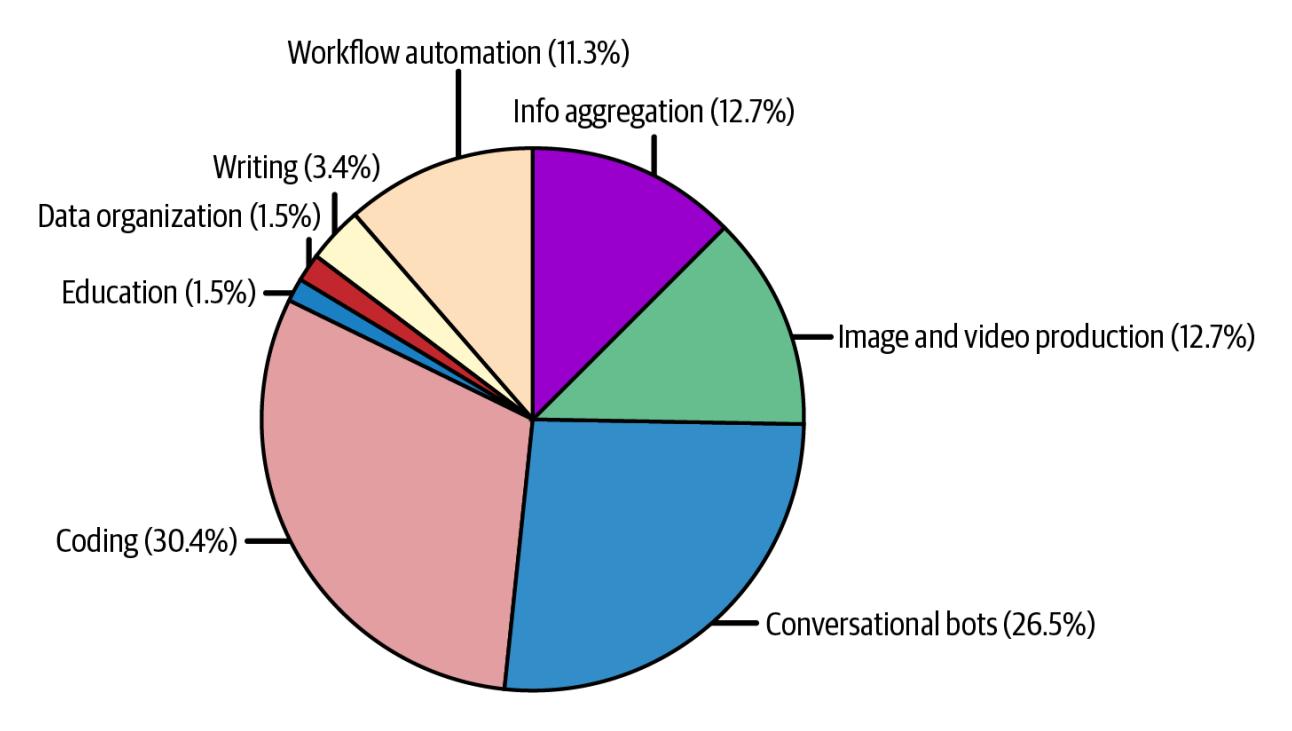 Workflow automation (11.3%)
Info aggregation (12.7%)
Writing (3.4%)
Data organization (1.5%)
Education (1.5%)
Image and video production (12.7%)
Coding (30.4%)
Conversational bots (26.5%)